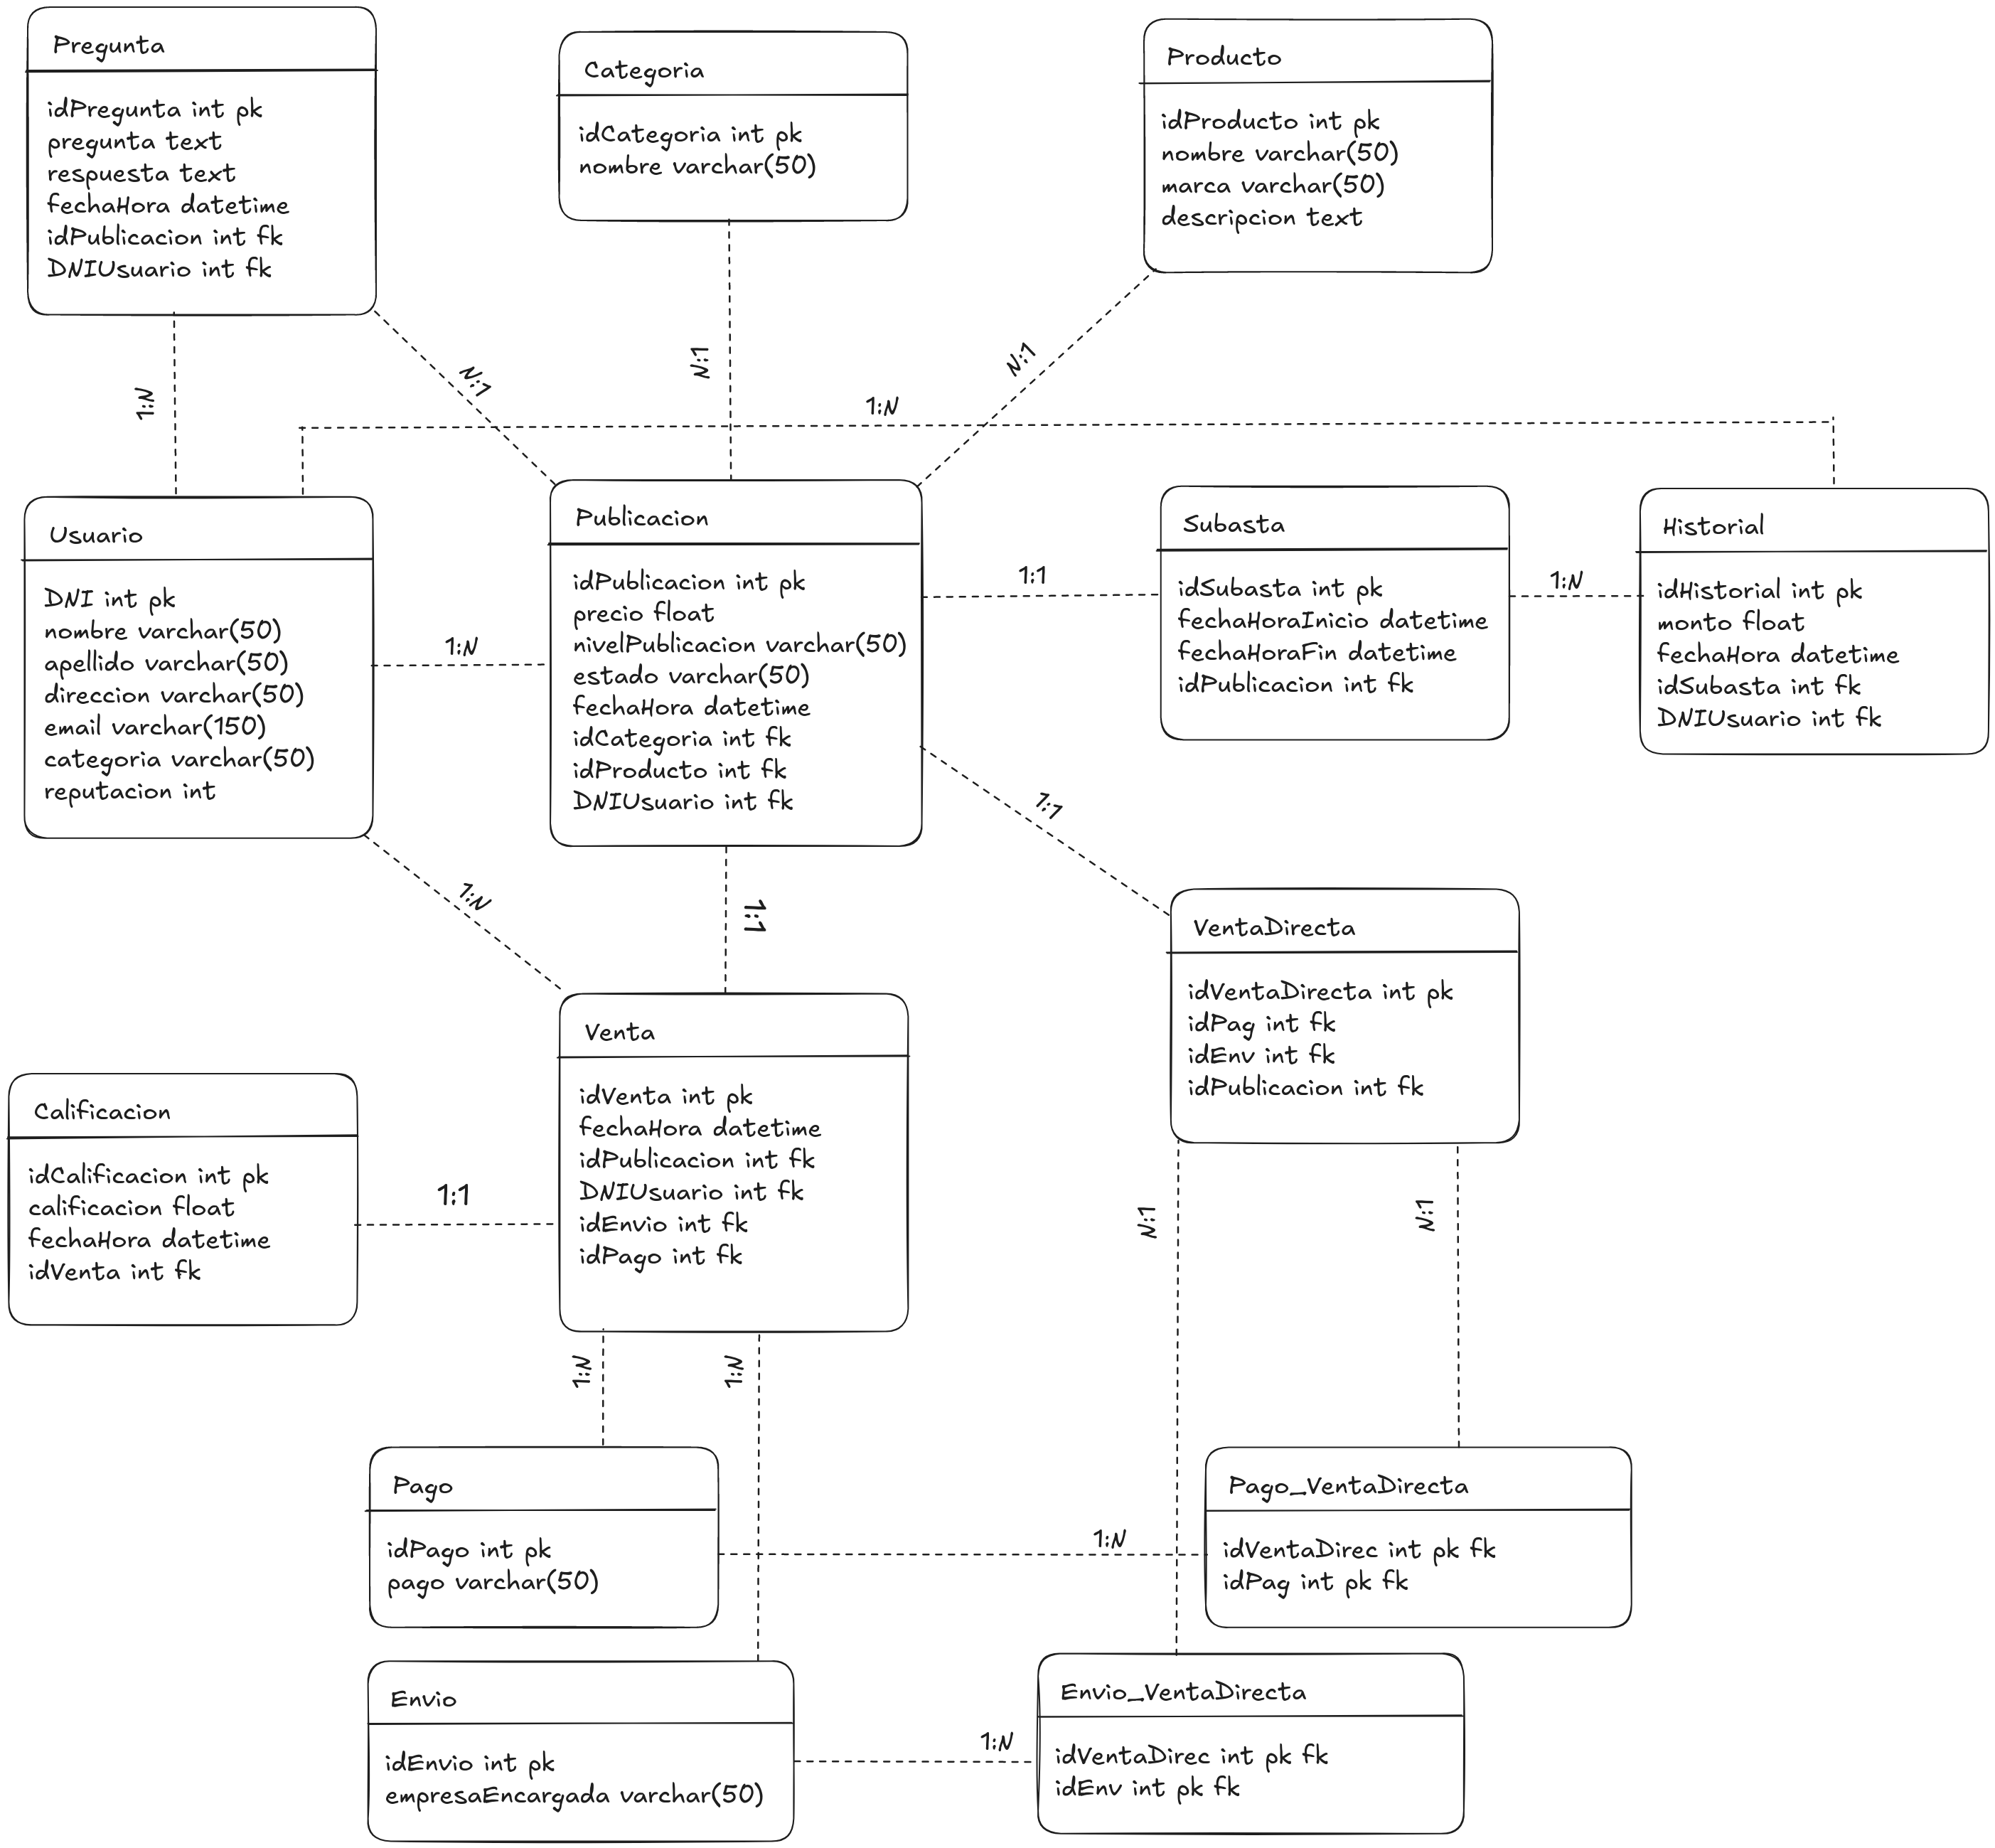 Pregunta
idPregunta int pk
pregunta text
respuesta text
fechaHora datetime
idPublicacion int fk
DNIUsuario int fk
Categoria
idCategoria int pk
nombre varchar(50)
Producto
idProducto int pk
nombre varchar(50)
marca varchar(50)
descripcion text
1:N
N:1
N:1
N:1
1:N
Usuario
DNI int pk
nombre varchar(50)
apellido varchar(50)
direccion varchar(50)
email varchar(150)
categoria varchar(50)
reputacion int
1:N
Publicacion
idPublicacion int pk
precio float
nivelPublicacion varchar(50)
estado varchar(50)
fechaHora datetime
idCategoria int fk
idProducto int fk
DNIUsuario int fk
1:1
Subasta
idSubasta int pk
fechaHoraInicio datetime
fechaHoraFin datetime
idPublicacion int fk
1:N
Historial
idHistorial int pk
monto float
fechaHora datetime
idSubasta int fk
DNIUsuario int fk
1:N
1:1
1:1
VentaDirecta
idVentaDirecta int pk
idPag int fk
idEnv int fk
idPublicacion int fk
Calificacion
idCalificacion int pk
calificacion float
fechaHora datetime
idVenta int fk
1:1
Venta
idVenta int pk
fechaHora datetime
idPublicacion int fk
DNIUsuario int fk
idEnvio int fk
idPago int fk
N:1
N:1
1:N
1:N
Pago
idPago int pk
pago varchar(50)
1:N
Pago_VentaDirecta
idVentaDirec int pk fk
idPag int pk fk
Envio
idEnvio int pk
empresaEncargada varchar(50)
1:N
Envio_VentaDirecta
idVentaDirec int pk fk
idEnv int pk fk